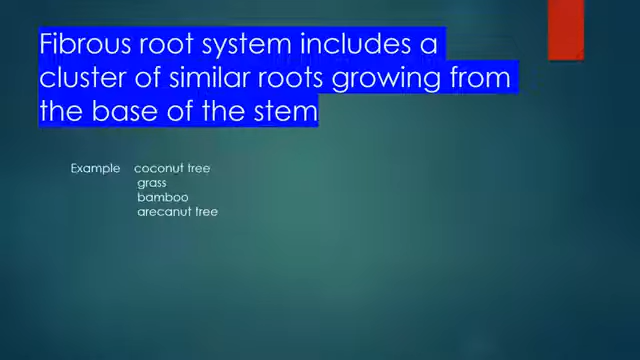 Fibrous root system includes a
cluster of similar roots growing from
the base of the stem
Example coconut tree
grass
bamboo
arecanut tree